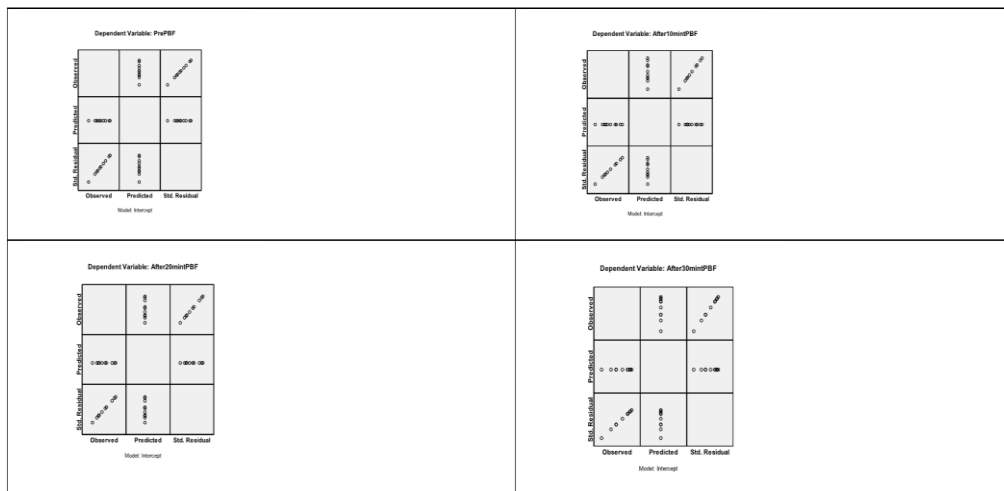 Dependent Variable: PrePBF
Observed
Predicted
Std. Residual
Observed Predicted Std. Residual
Model: Intercept
Dependent Variable: After10mintPBF
Observed
Predicted
Std. Residual
Observed Predicted Std. Residual
Model: Intercept
Dependent Variable: After20mintPBF
Observed
Predicted
Std. Residual
Observed Predicted Std. Residual
Model: Intercept
Dependent Variable: After30mintPBF
Observed
Predicted
Std. Residual
Observed Predicted Std. Residual
Model: Intercept